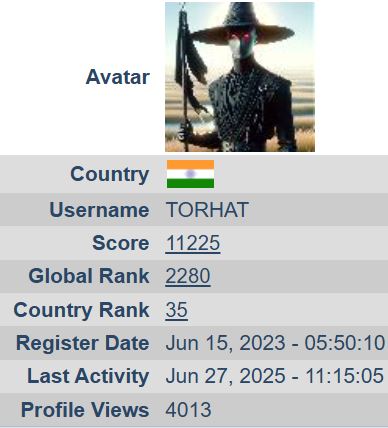 Avatar
Country
Username TORHAT
Score 11225
Global Rank 2280
Country Rank 35
Register Date Jun 15, 2023 - 05:50:10
Last Activity Jun 27, 2025 - 11:15:05
Profile Views 4013